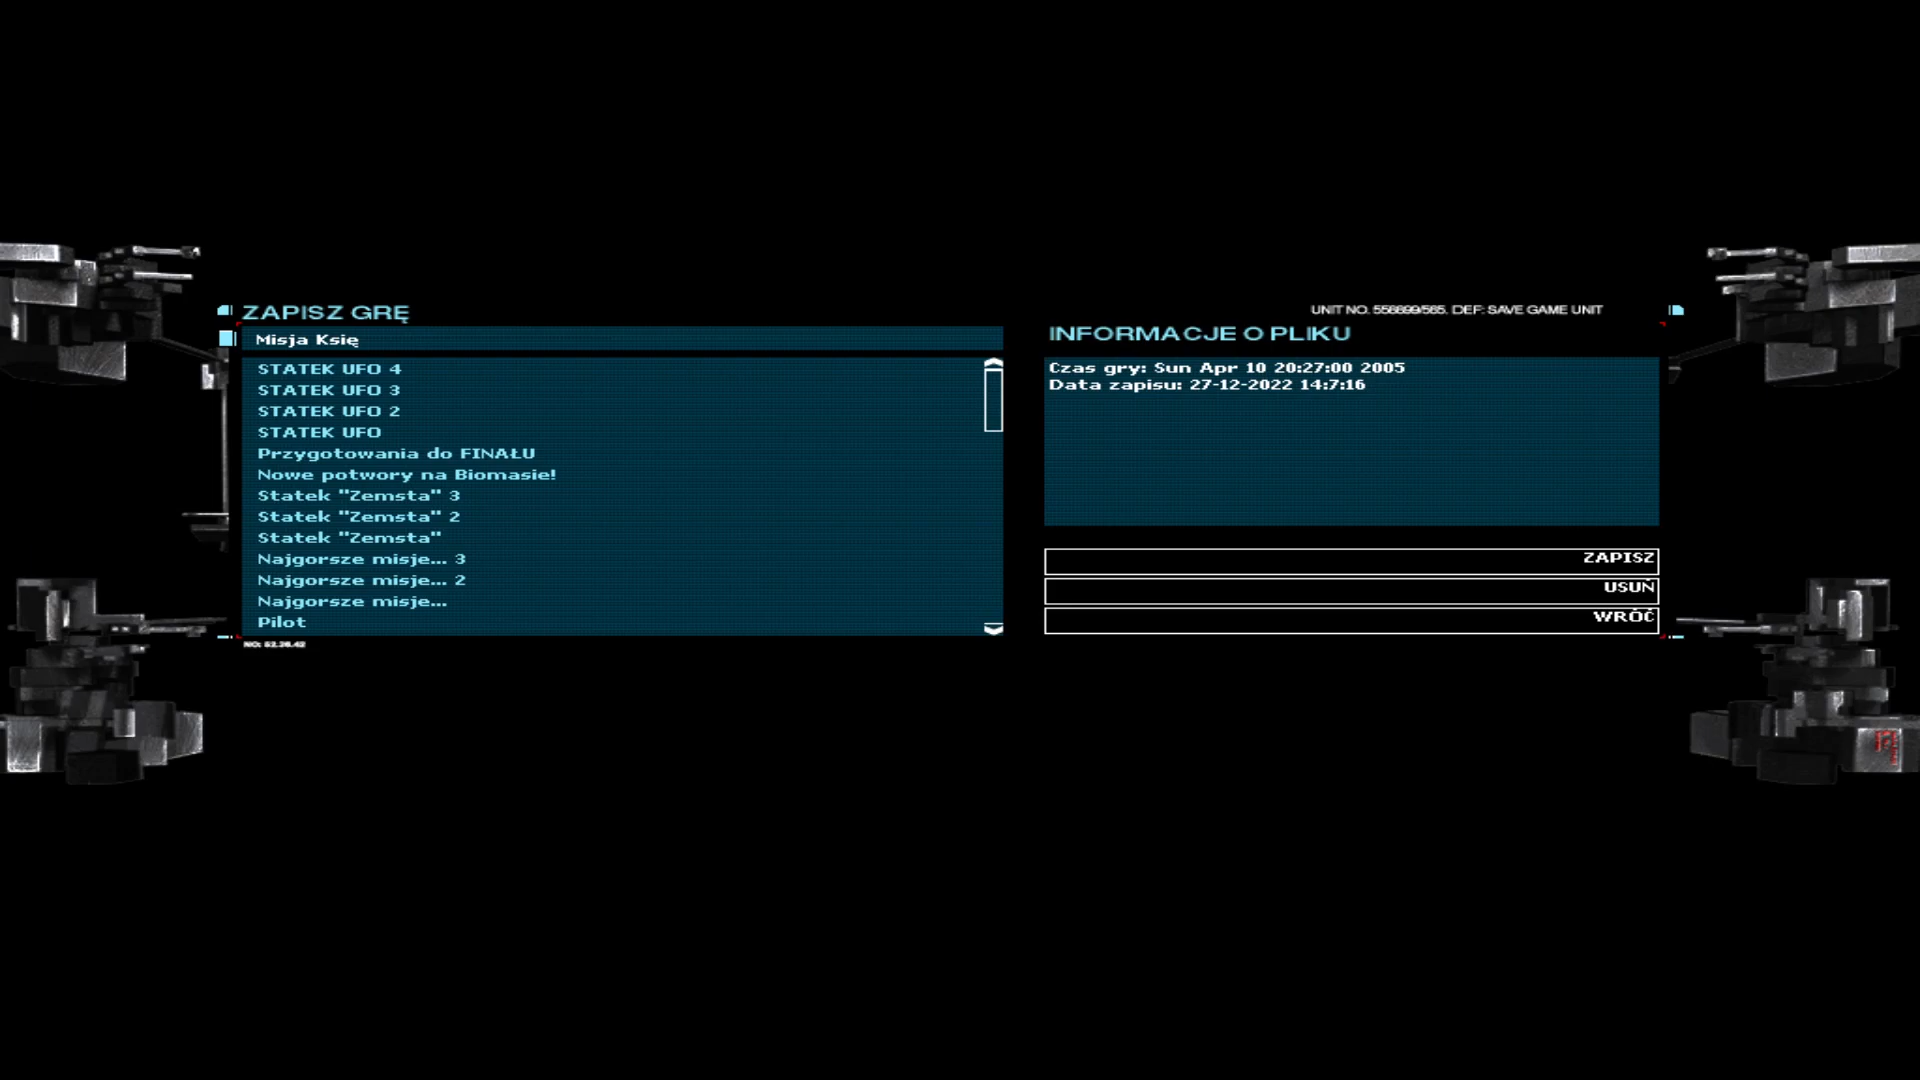 ZAPISZ GRĘ
Misja Księ
STATEK UFO 4
STATEK UFO 3
STATEK UFO 2
STATEK UFO
Przygotowania do FINAŁU
Nowe potwory na Biomasie!
Statek "Zemsta" 3
Statek "Zemsta" 2
Statek "Zemsta"
Najgorsze misje... 3
Najgorsze misje... 2
Najgorsze misje...
Pilot
UNIT NO. DEF: SAVE GAME UNIT
INFORMACJE O PLIKU
Czas gry: Sun Apr 10 20:27:00 2005
Data zapisu: 27-12-2022 14:7:16
ZAPISZ
USUŃ
WRÓĆ